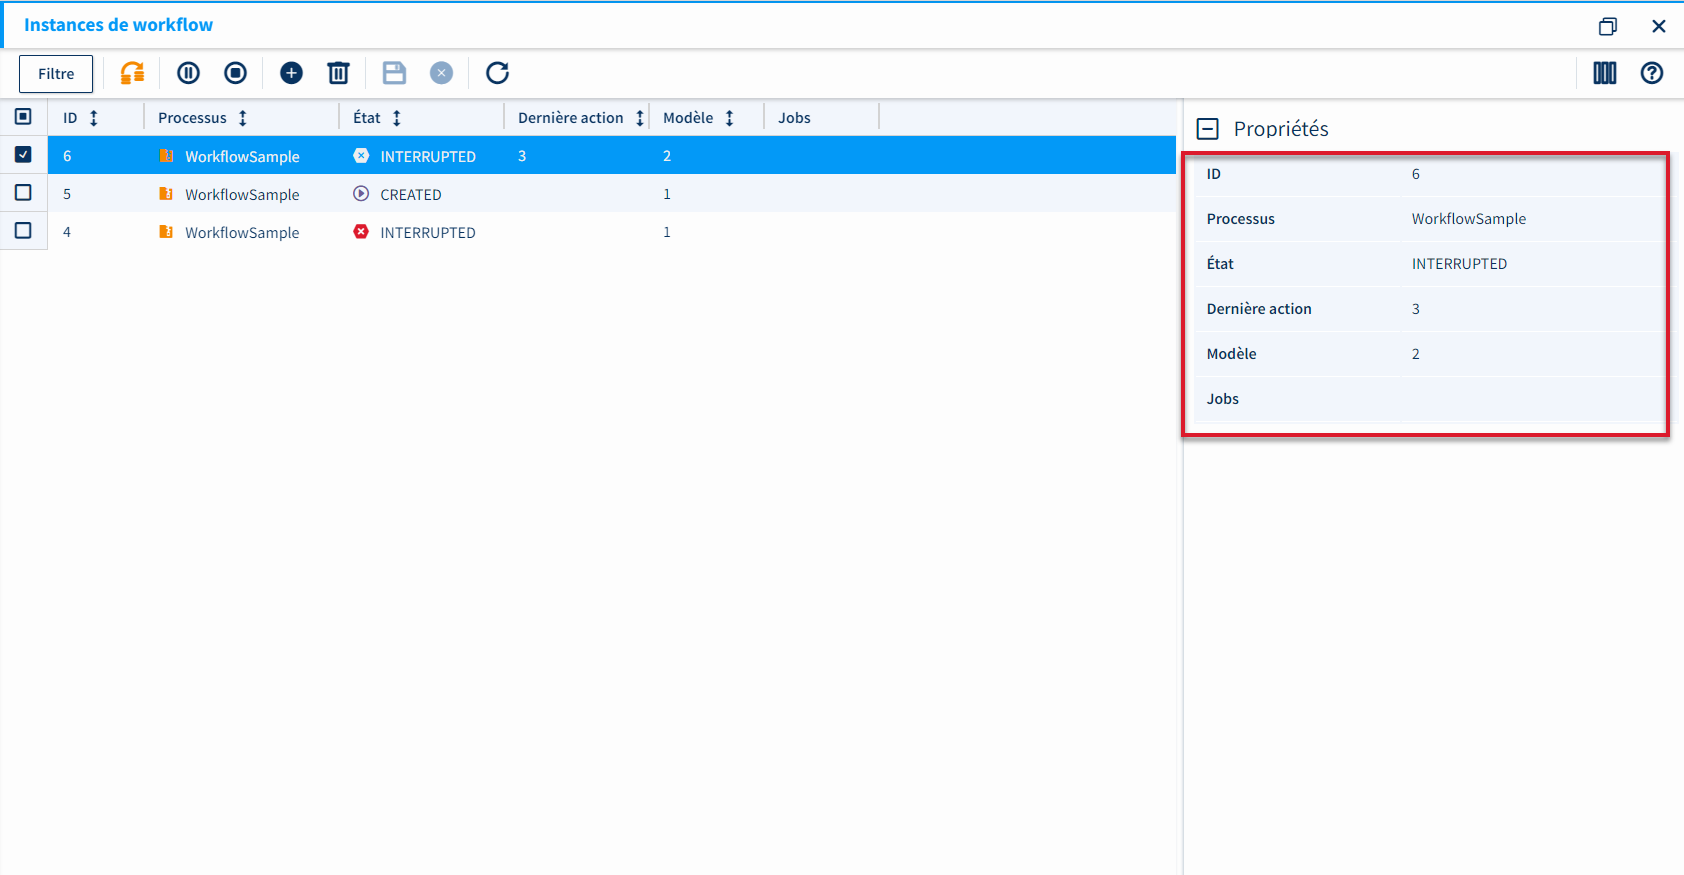 Instances de workflow
Filtre
ID Processus État Dernière action Modèle Jobs
6 WorkflowSample INTERRUPTED 3 2
5 WorkflowSample CREATED 1
4 WorkflowSample INTERRUPTED 1
Propriétés
ID 6
Processus WorkflowSample
État INTERRUPTED
Dernière action 3
Modèle 2
Jobs